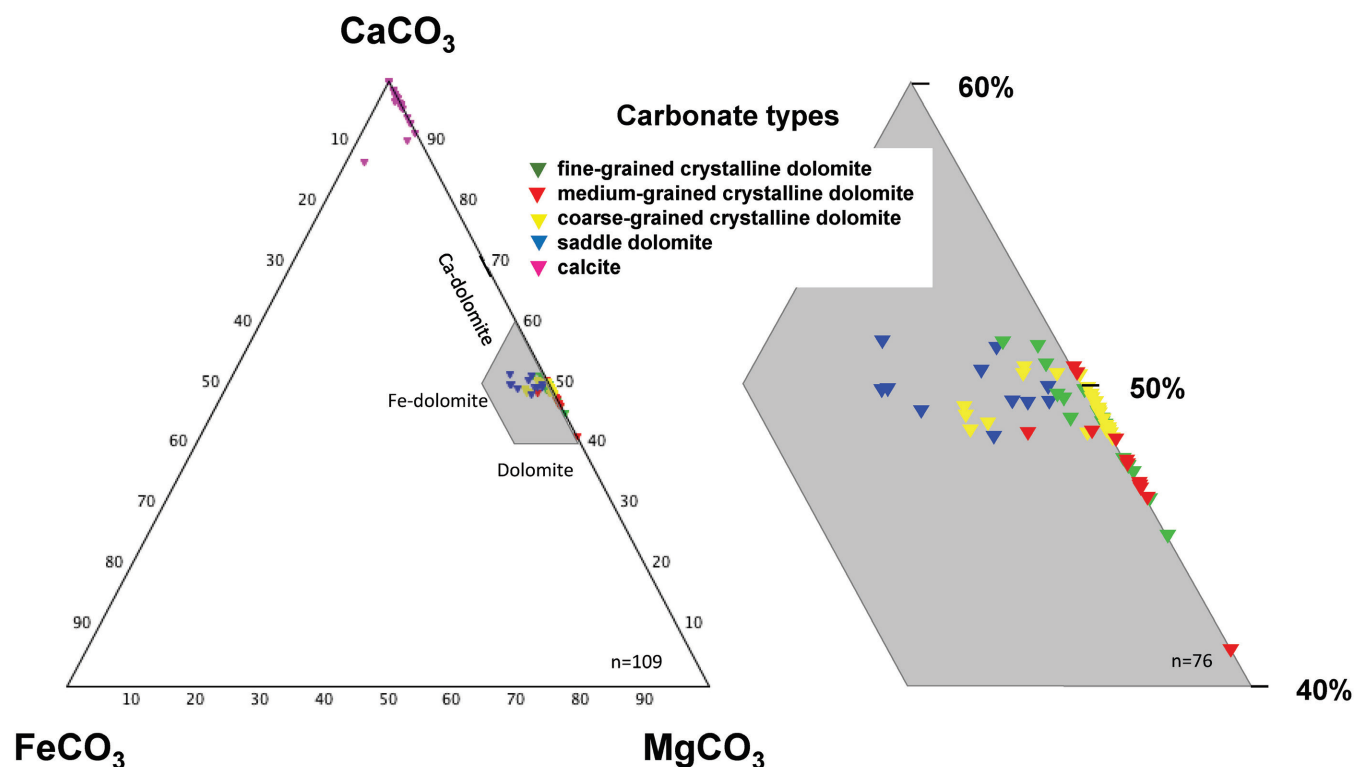 CaCO3
60%
Carbonate types
10
90
fine-grained crystalline dolomite
medium-grained crystalline dolomite
20
80
coarse-grained crystalline dolomite
saddle dolomite
30
70
calcite
Ca-dolomite
40
60
50
50
50%
Fe-dolomite
60
40
Dolomite
70
30
80
20
90
10
n=109
n=76
10
20
30
40
50
60
70
80
90
40%
FeCO3
MgCO3